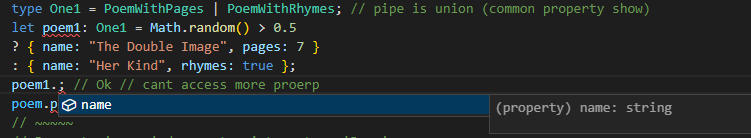 type One1 = PoemWithPages | PoemWithRhymes; // pipe is union (common property show)
let poem1: One1 = Math.random() > 0.5
? { name: "The Double Image", pages: 7 }
: { name: "Her Kind", rhymes: true };
poem1.; // Ok // cant access more proerp
poem.p
name
(property) name: string
// ~~~~~